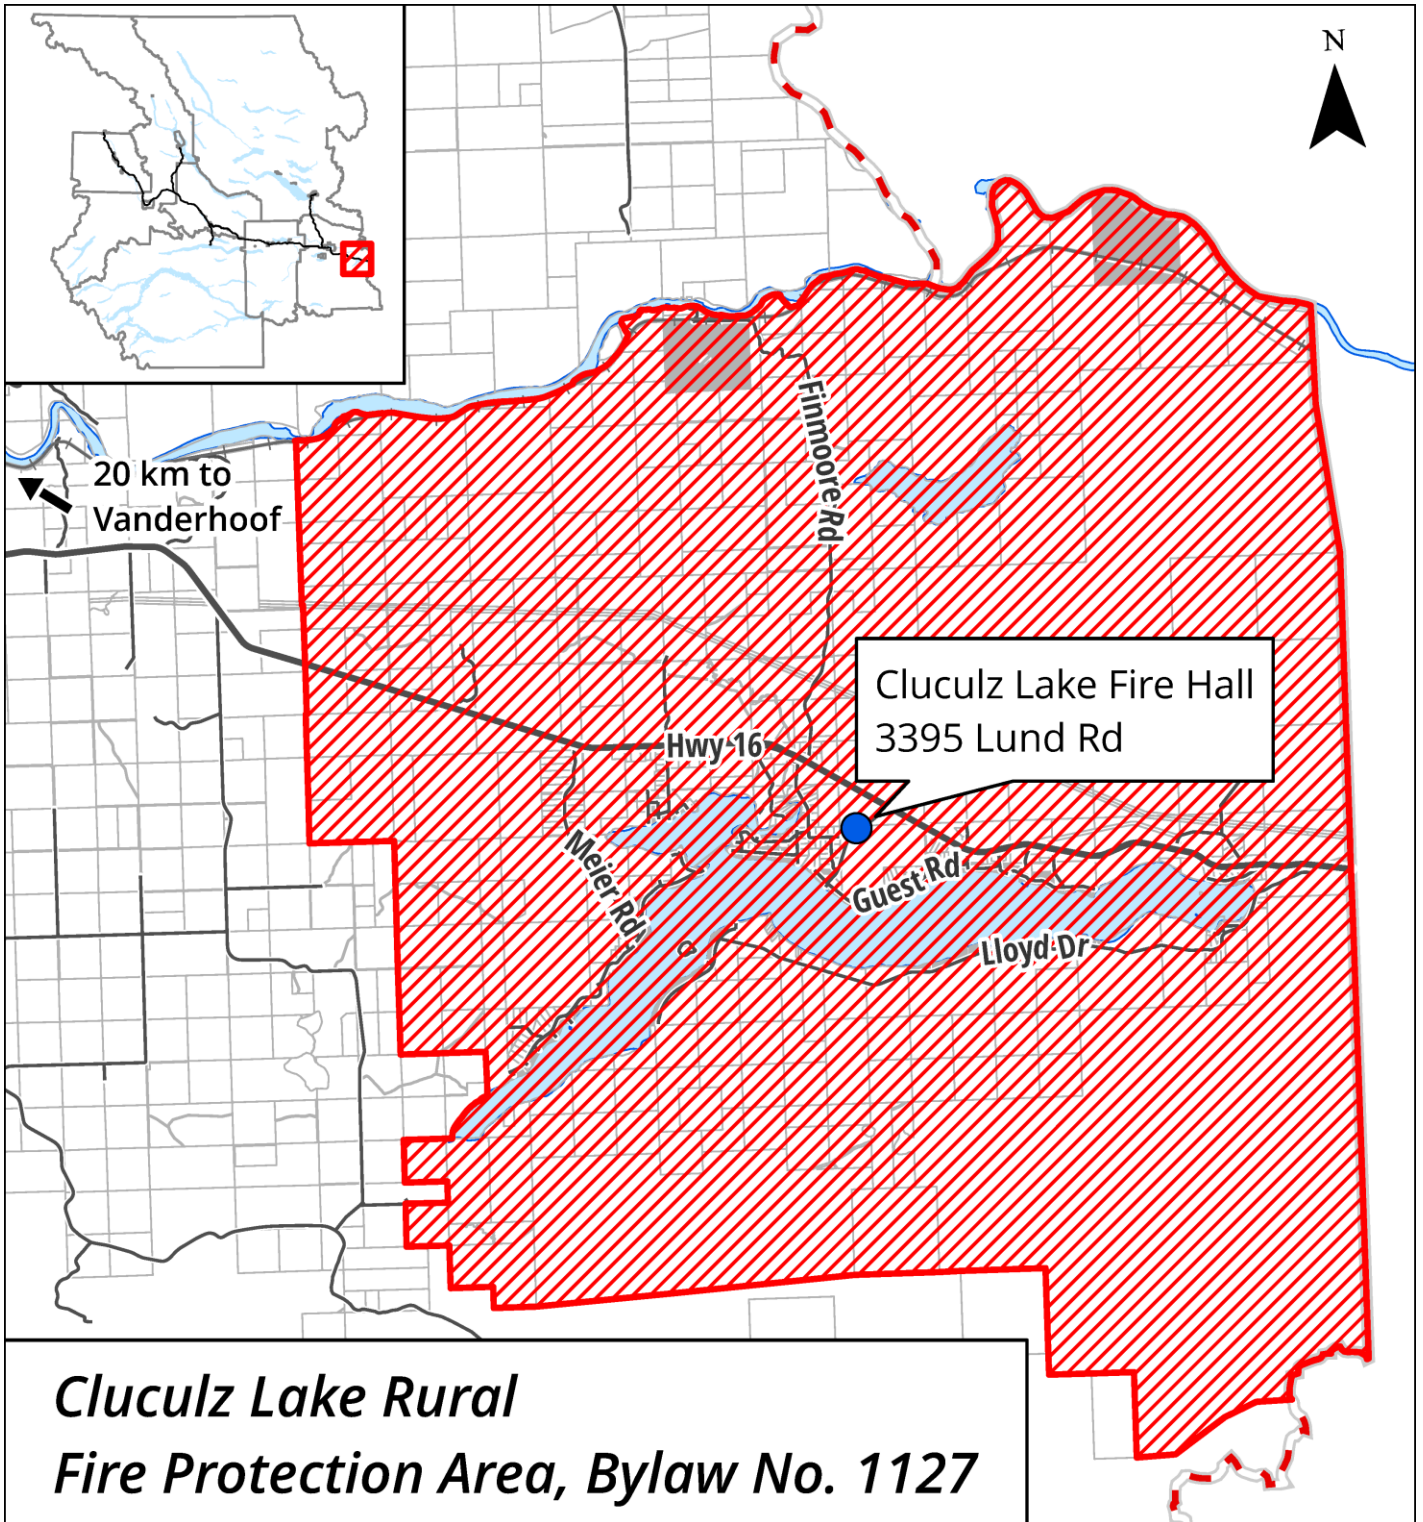 N
20 km to
Vanderhoof
Finmoore Rd
Cluculz Lake Fire Hall
3395 Lund Rd
Hwy 16
Meier Rd
Guest Rd
Lloyd Dr
Cluculz Lake Rural
Fire Protection Area, Bylaw No. 1127